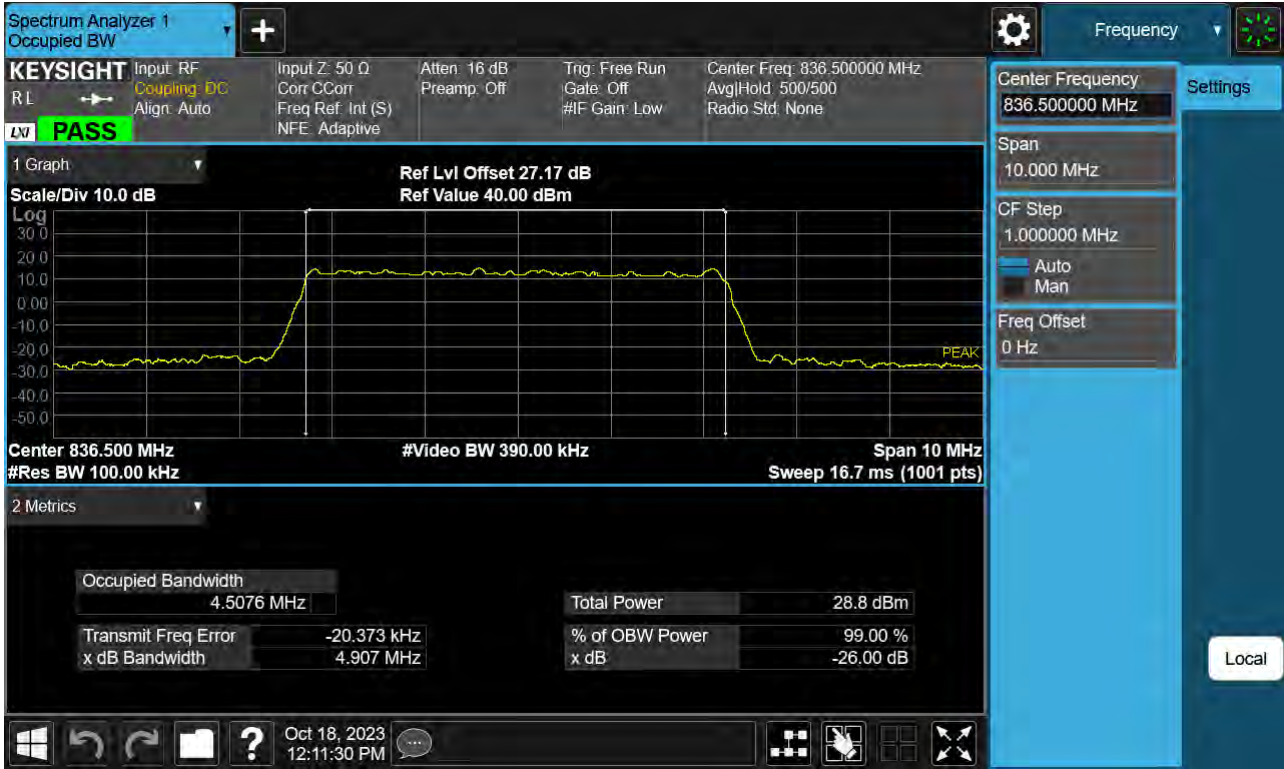 Spectrum Analyzer 1
Occupied BW
Frequency
KEYSIGHT
R L
LXI
PASS
Input: RF
Coupling: DC
Align: Auto
Input Z: 50 Ω
Corr CCorr
Freq Ref: Int (S)
NFE: Adaptive
Atten: 16 dB
Preamp: Off
Trig: Free Run
Gate: Off
#IF Gain: Low
Center Freq: 836.500000 MHz
Avg|Hold: 500/500
Radio Std: None
Center Frequency
836.500000 MHz
Settings
Span
10.000 MHz
CF Step
1.000000 MHz
Auto
Man
Freq Offset
0 Hz
Local
1 Graph
Scale/Div 10.0 dB
Ref Lvl Offset 27.17 dB
Ref Value 40.00 dBm
Log
30.0
20.0
10.0
0.00
-10.0
-20.0
-30.0
-40.0
-50.0
PEAK
Center 836.500 MHz
#Video BW 390.00 kHz
Span 10 MHz
#Res BW 100.00 kHz
Sweep 16.7 ms (1001 pts)
2 Metrics
Occupied Bandwidth
4.5076 MHz
Total Power 28.8 dBm
Transmit Freq Error -20.373 kHz
% of OBW Power 99.00 %
x dB Bandwidth 4.907 MHz
x dB -26.00 dB
Oct 18, 2023
12:11:30 PM